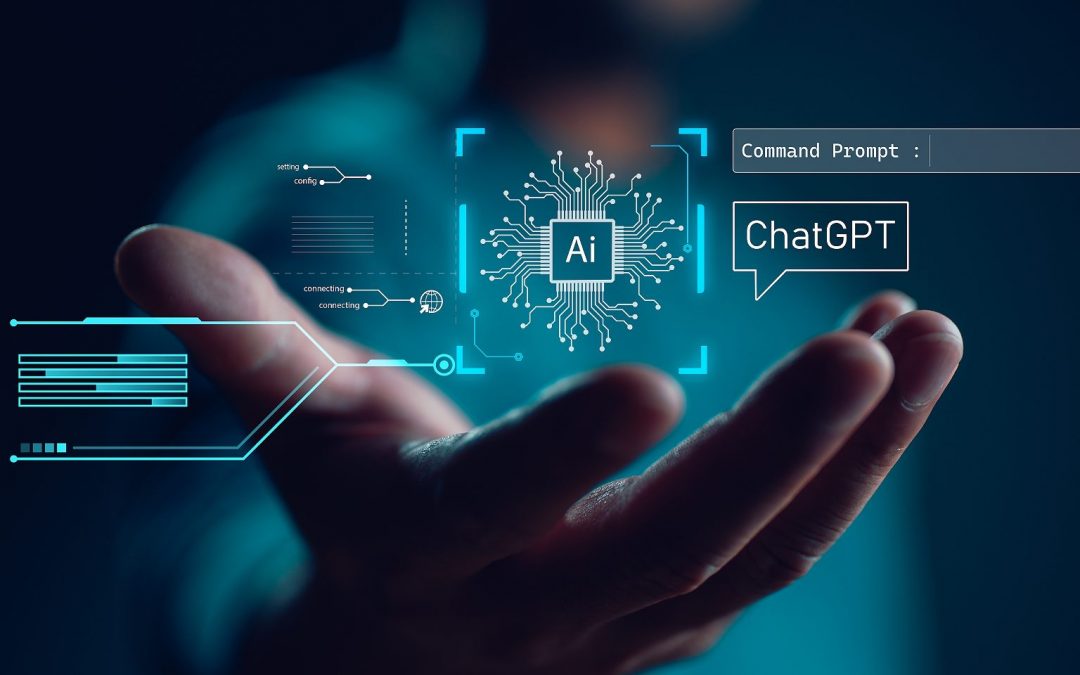 setting
config
connecting
connecting
Ai
Command Prompt :
ChatGPT